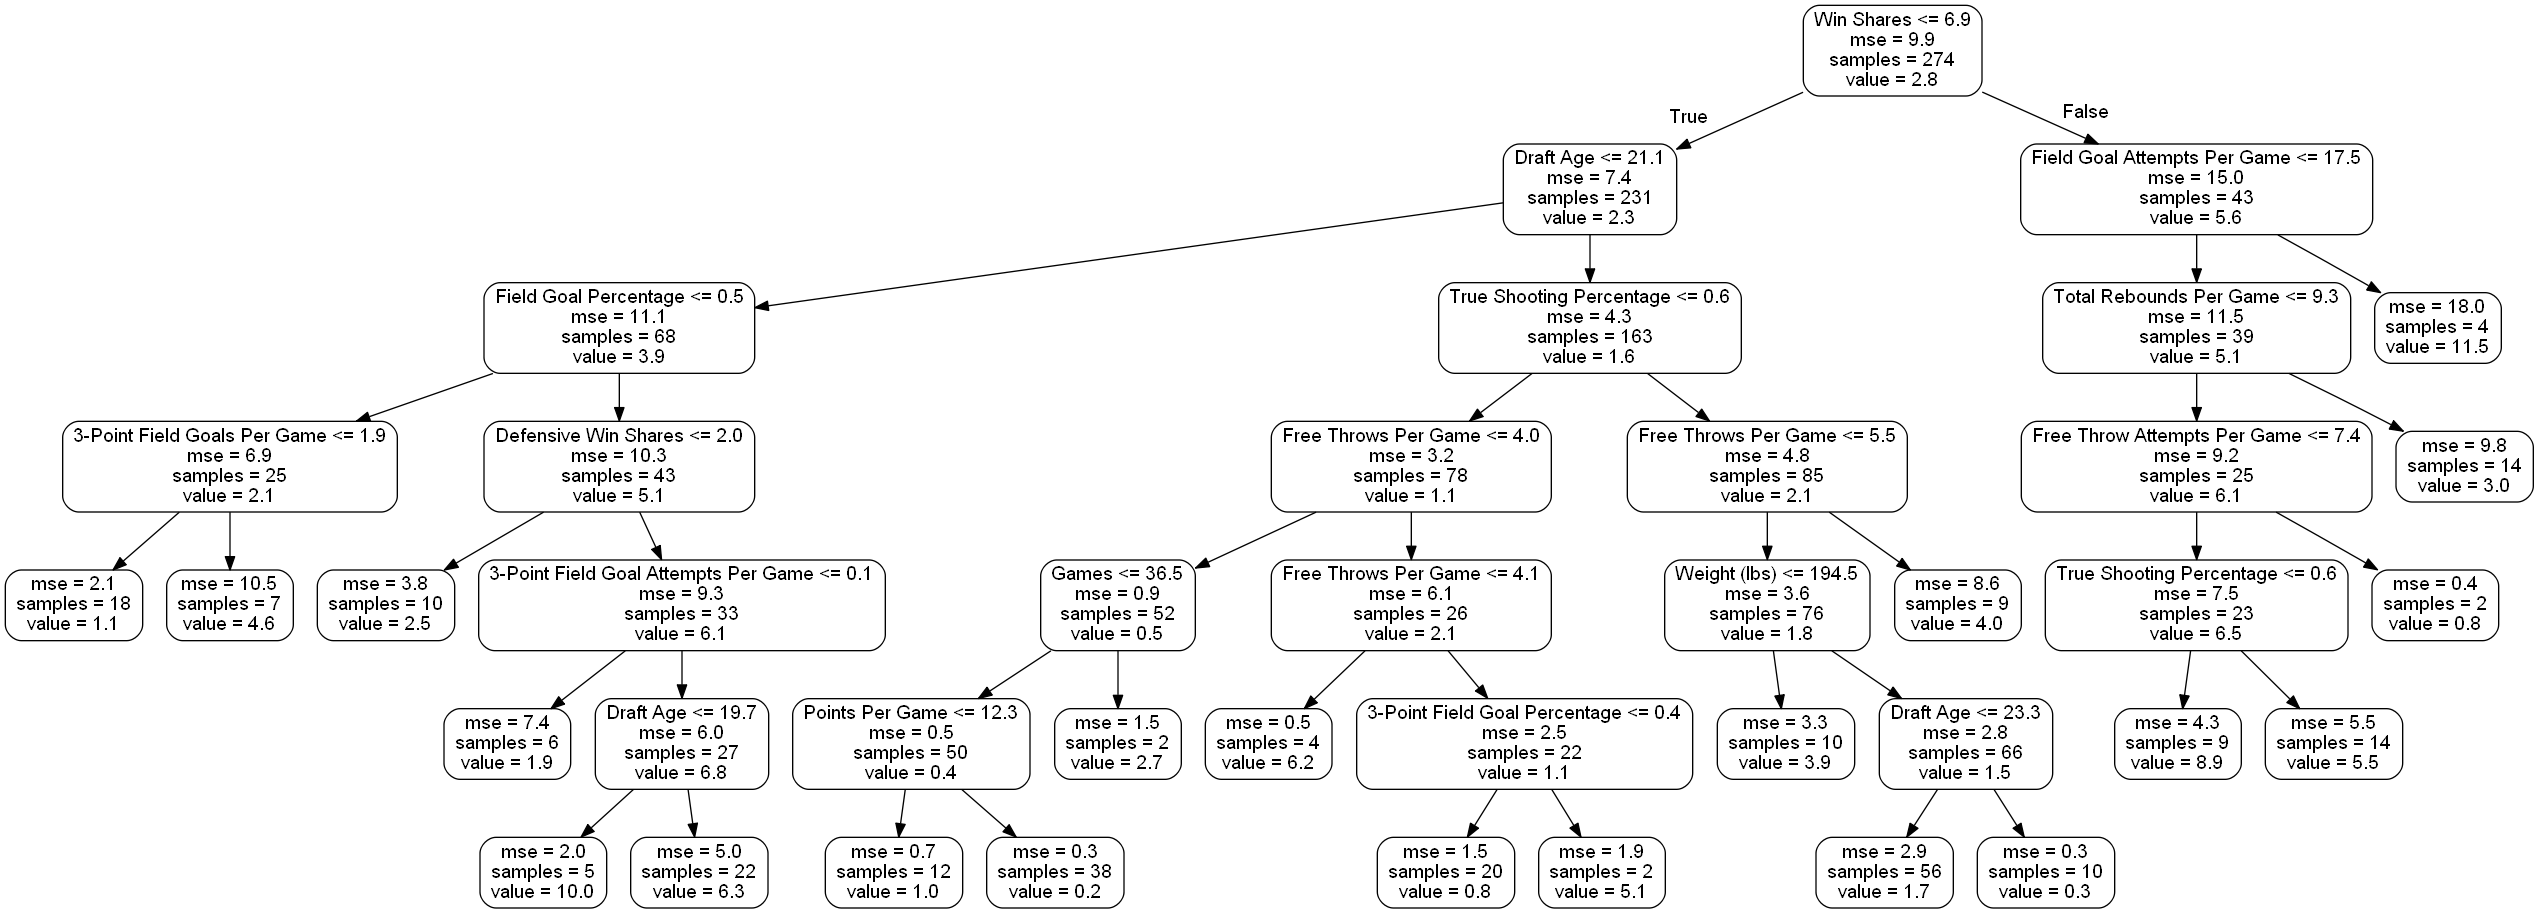 Win Shares <= 6.9
mse = 9.9
samples = 274
value = 2.8
True
False
Draft Age <= 21.1
mse = 7.4
samples = 231
value = 2.3
Field Goal Attempts Per Game <= 17.5
mse = 15.0
samples = 43
value = 5.6
Field Goal Percentage <= 0.5
mse = 11.1
samples = 68
value = 3.9
True Shooting Percentage <= 0.6
mse = 4.3
samples = 163
value = 1.6
Total Rebounds Per Game <= 9.3
mse = 11.5
samples = 39
value = 5.1
mse = 18.0
samples = 4
value = 11.5
3-Point Field Goals Per Game <= 1.9
mse = 6.9
samples = 25
value = 2.1
Defensive Win Shares <= 2.0
mse = 10.3
samples = 43
value = 5.1
Free Throws Per Game <= 4.0
mse = 3.2
samples = 78
value = 1.1
Free Throws Per Game <= 5.5
mse = 4.8
samples = 85
value = 2.1
Free Throw Attempts Per Game <= 7.4
mse = 9.2
samples = 25
value = 6.1
mse = 9.8
samples = 14
value = 3.0
mse = 2.1
samples = 18
value = 1.1
mse = 10.5
samples = 7
value = 4.6
mse = 3.8
samples = 10
value = 2.5
3-Point Field Goal Attempts Per Game <= 0.1
mse = 9.3
samples = 33
value = 6.1
Games <= 36.5
mse = 0.9
samples = 52
value = 0.5
Free Throws Per Game <= 4.1
mse = 6.1
samples = 26
value = 2.1
Weight (lbs) <= 194.5
mse = 3.6
samples = 76
value = 1.8
mse = 8.6
samples = 9
value = 4.0
True Shooting Percentage <= 0.6
mse = 7.5
samples = 23
value = 6.5
mse = 0.4
samples = 2
value = 0.8
mse = 7.4
samples = 6
value = 1.9
Draft Age <= 19.7
mse = 6.0
samples = 27
value = 6.8
Points Per Game <= 12.3
mse = 0.5
samples = 50
value = 0.4
mse = 1.5
samples = 2
value = 2.7
mse = 0.5
samples = 4
value = 6.2
3-Point Field Goal Percentage <= 0.4
mse = 2.5
samples = 22
value = 1.1
mse = 3.3
samples = 10
value = 3.9
Draft Age <= 23.3
mse = 2.8
samples = 66
value = 1.5
mse = 4.3
samples = 9
value = 8.9
mse = 5.5
samples = 14
value = 5.5
mse = 2.0
samples = 5
value = 10.0
mse = 5.0
samples = 22
value = 6.3
mse = 0.7
samples = 12
value = 1.0
mse = 0.3
samples = 38
value = 0.2
mse = 1.5
samples = 20
value = 0.8
mse = 1.9
samples = 2
value = 5.1
mse = 2.9
samples = 56
value = 1.7
mse = 0.3
samples = 10
value = 0.3